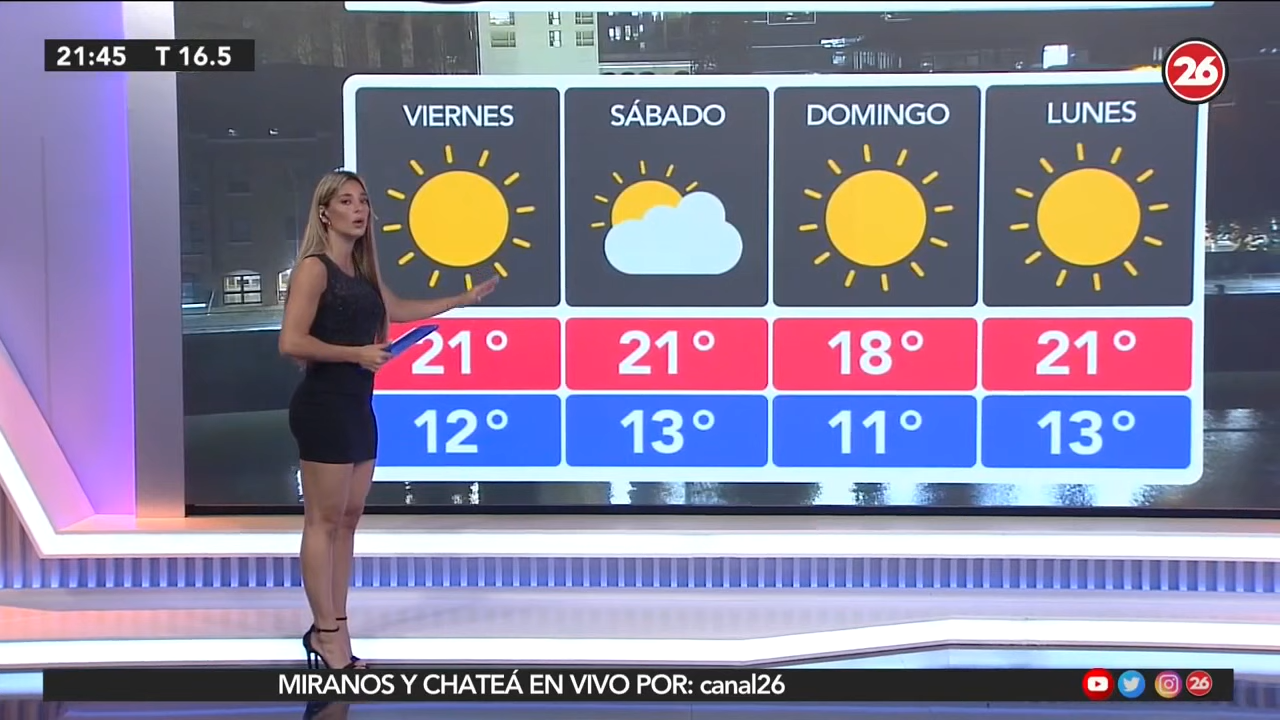 21:45 T 16.5
26
VIERNES SÁBADO DOMINGO LUNES
21° 21° 18° 21°
12° 13° 11° 13°
MIRANOS Y CHATEÁ EN VIVO POR: canal26
26